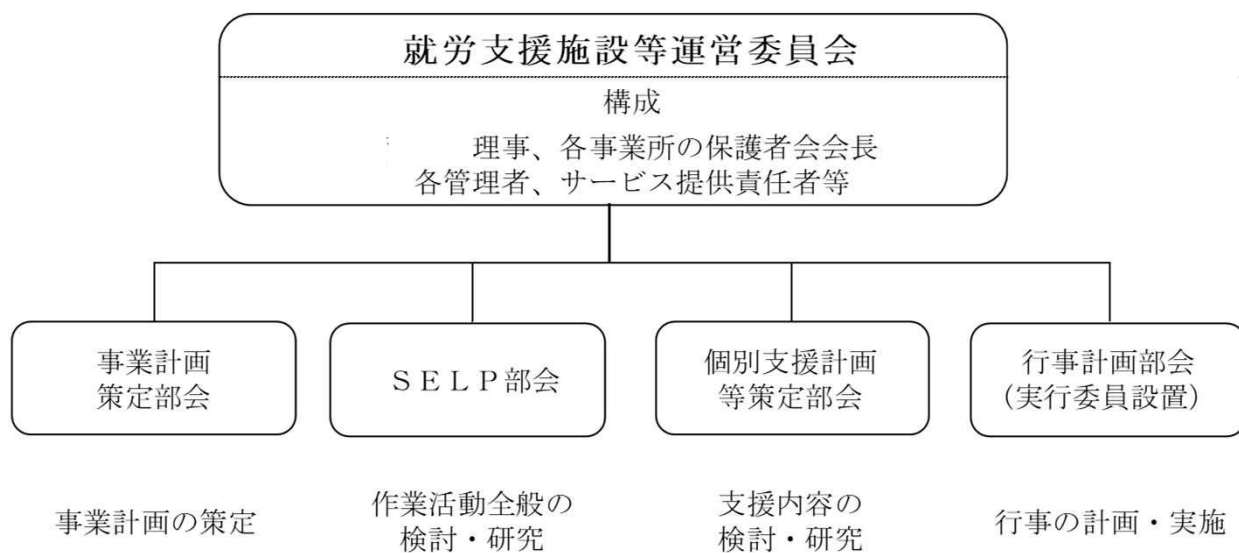 就労支援施設等運営委員会
構成
理事、各事業所の保護者会会長
各管理者、サービス提供責任者等
事業計画
策定部会
ＳＥＬＰ部会
個別支援計画
等策定部会
行事計画部会
（実行委員設置）
事業計画の策定
作業活動全般の
検討・研究
支援内容の
検討・研究
行事の計画・実施